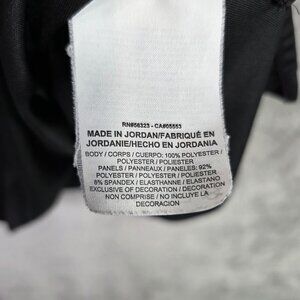 RN#56323 - CA#05553
MADE IN JORDAN/FABRIQUÉ EN
JORDANIE/HECHO EN JORDANIA
BODY / CORPS / CUERPO: 100% POLYESTER /
POLYESTER / POLIESTER
PANELS / PANNEAUX / PANELES: 92%
POLYESTER / POLYESTER / POLIESTER
8% SPANDEX / ELASTHANNE / ELASTANO
EXCLUSIVE OF DECORATION / DECORATION
NON COMPRISE / NO INCLUYE LA
DECORACION